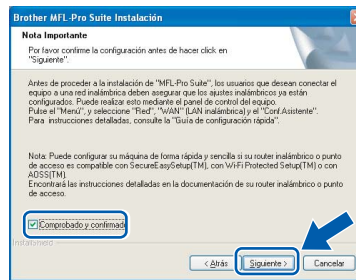 Brother MFL-Pro Suite Instalación
Nota Importante
Por favor confirme la configuración antes de hacer click en
"Siguiente".
Antes de proceder a la instalación de "MFL-Pro Suite", los usuarios que desean conectar el
equipo a una red inalámbrica deben asegurar que los ajustes inalámbricos ya están
configurados. Puede realizar esto mediante el panel de control del equipo.
Pulse el "Menú", y seleccione "Red", "WAN" (LAN inalámbrica) y el "Conf.Asistente".
Para instrucciones detalladas, consulte la "Guía de configuración rápida".
Nota: Puede configurar su máquina de forma rápida y sencilla si su router inalámbrico o punto
de acceso es compatible con SecureEasySetup(TM), con Wi-Fi Protected Setup(TM) o con
AOSS(TM).
Encontrará las instrucciones detalladas en la documentación de su router inalámbrico o punto
de acceso.
Comprobado y confirmado
InstallShield
< Atrás
Siguiente >
Cancelar